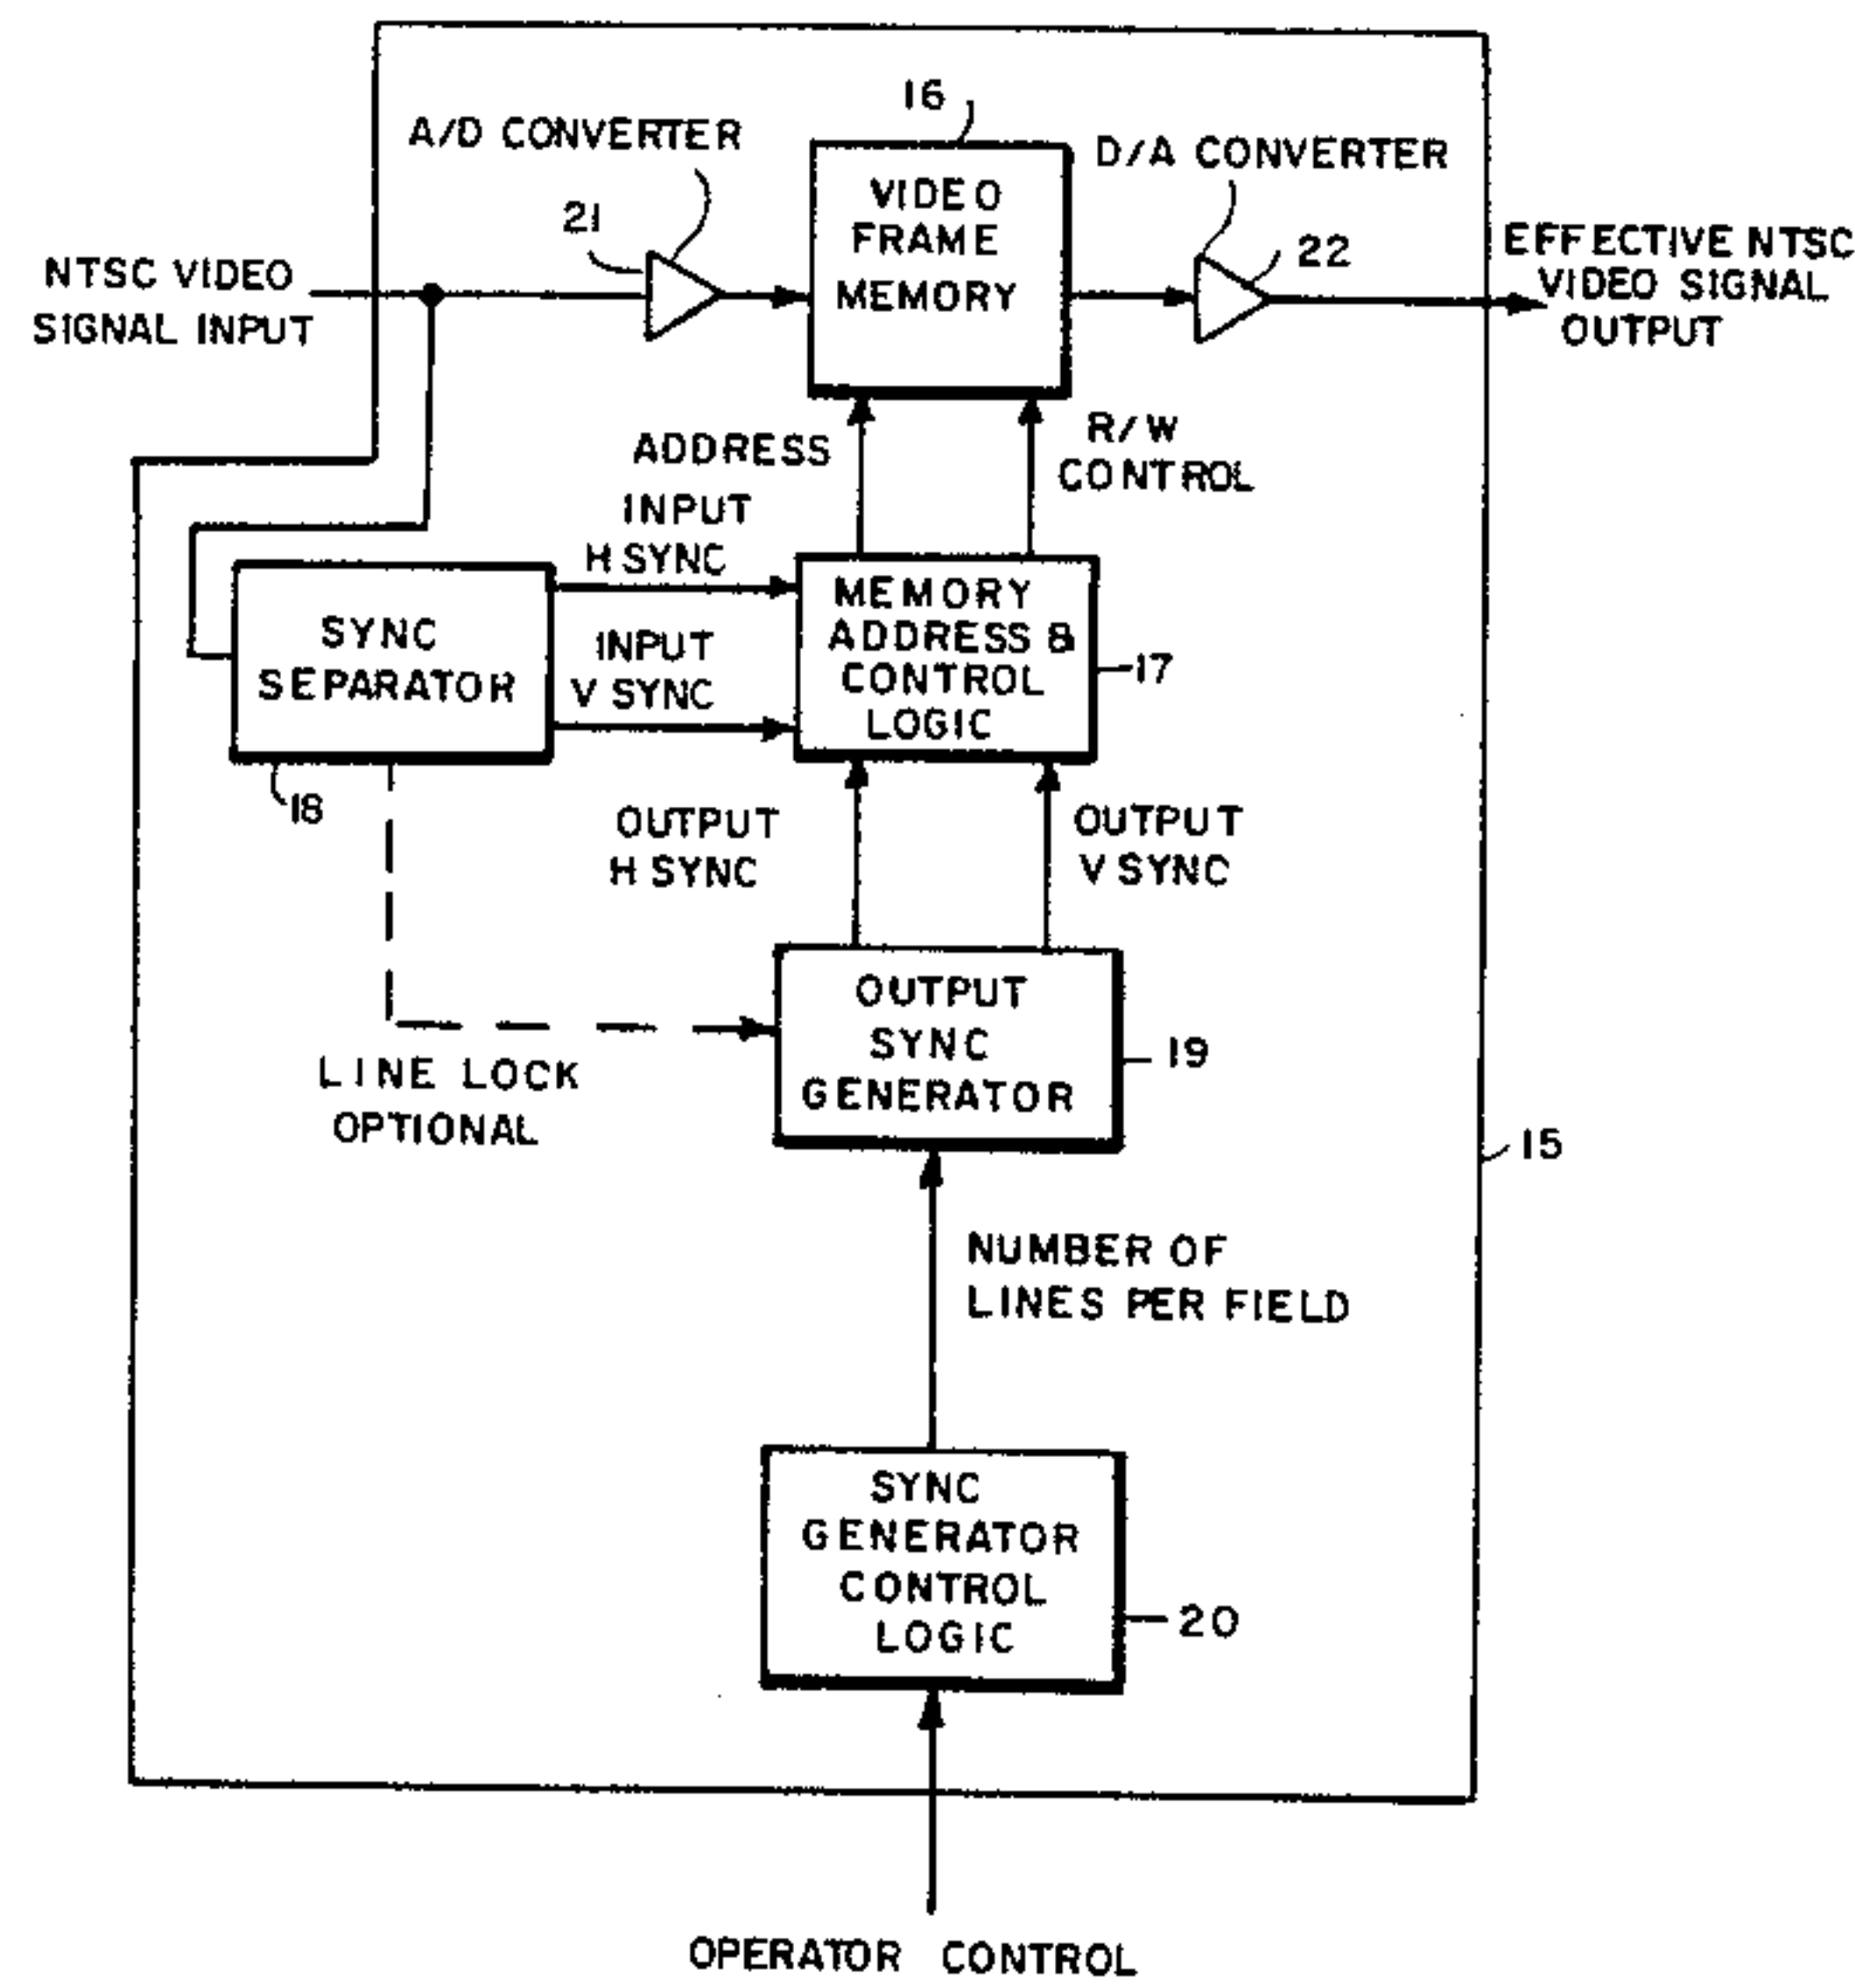 16
A/D CONVERTER
D/A CONVERTER
21
22
NTSC VIDEO
SIGNAL INPUT
VIDEO
FRAME
MEMORY
EFFECTIVE NTSC
VIDEO SIGNAL
OUTPUT
ADDRESS
R/W
CONTROL
INPUT
H SYNC
SYNC
SEPARATOR
18
INPUT
V SYNC
MEMORY
ADDRESS &
CONTROL
LOGIC
17
OUTPUT
H SYNC
OUTPUT
V SYNC
OUTPUT
SYNC
GENERATOR
19
LINE LOCK
OPTIONAL
15
NUMBER OF
LINES PER FIELD
SYNC
GENERATOR
CONTROL
LOGIC
20
OPERATOR CONTROL